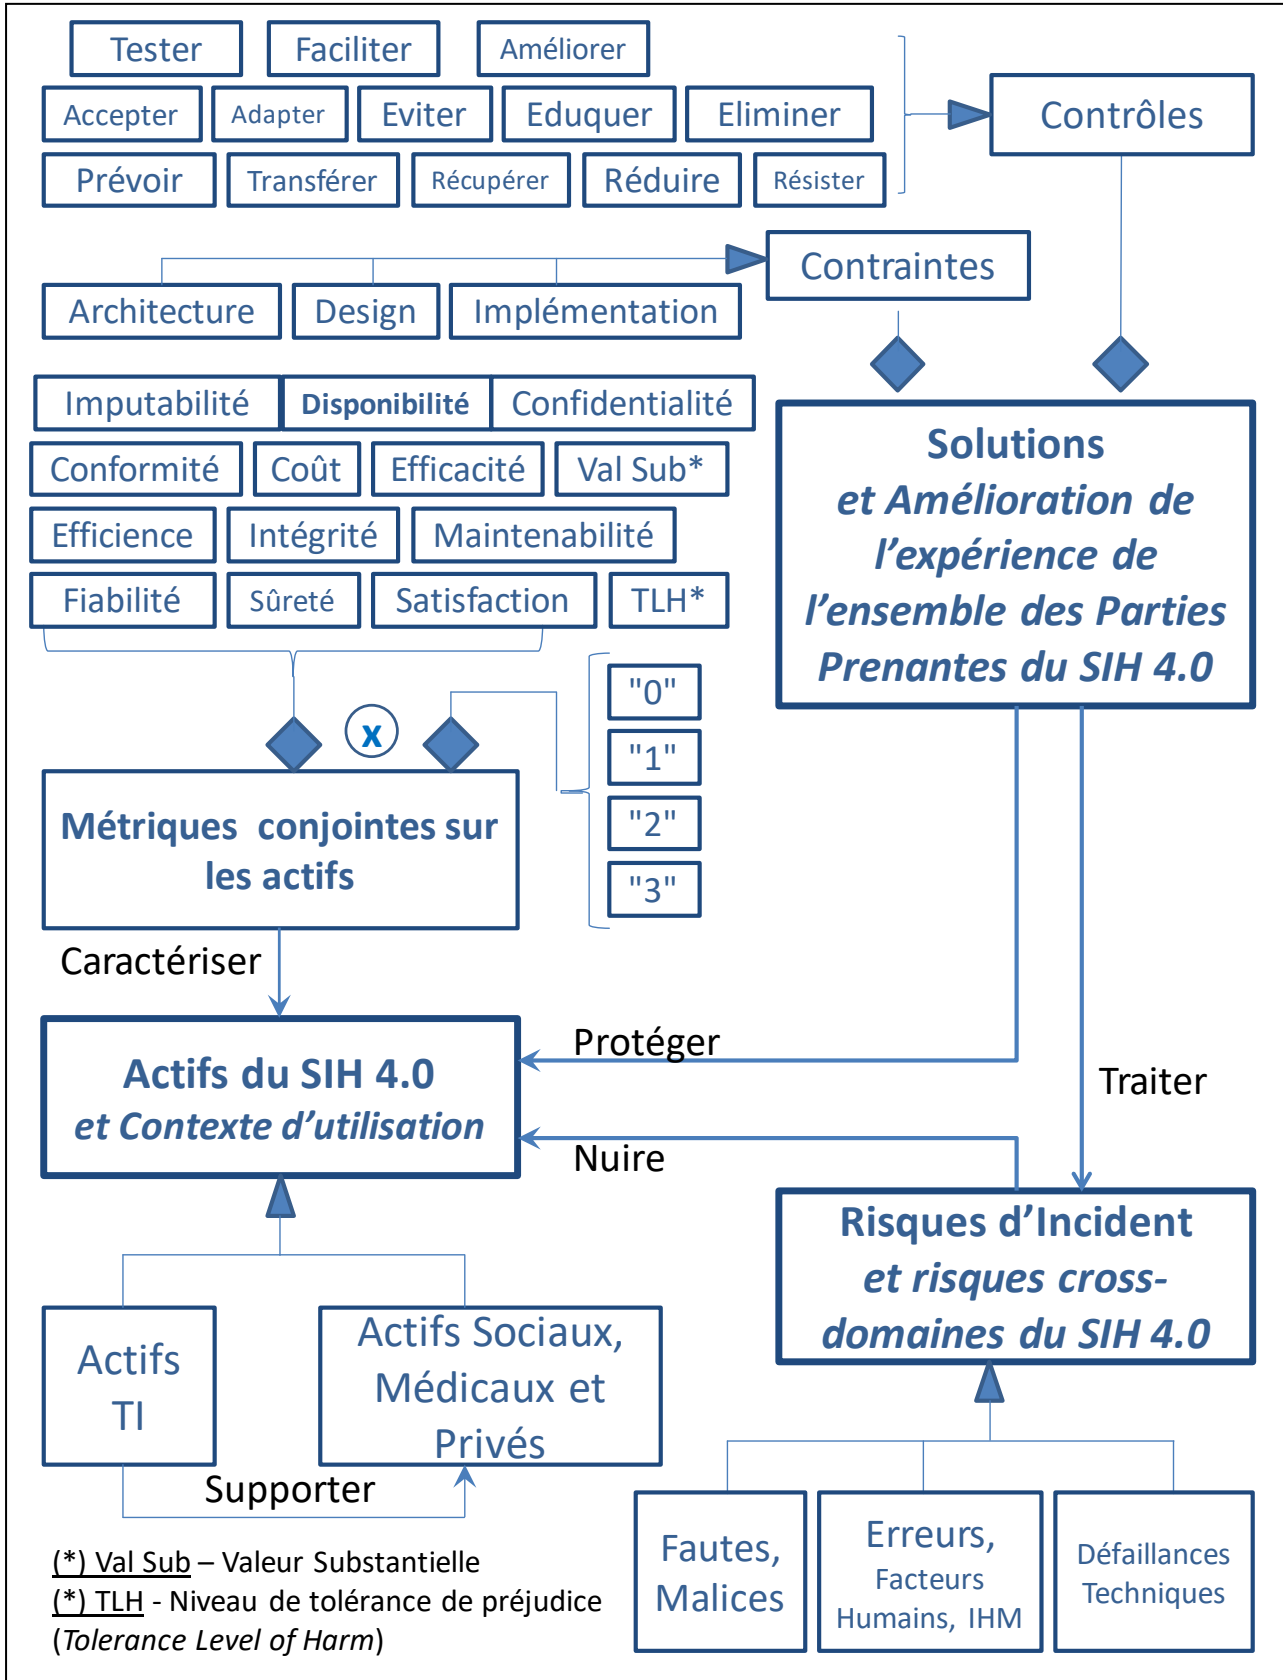 Tester Faciliter Améliorer
Accepter Adapter Eviter Eduquer Eliminer
Prévoir Transférer Récupérer Réduire Résister
Contrôles
Contraintes
Architecture Design Implémentation
Imputabilité Disponibilité Confidentialité
Conformité Coût Efficacité Val Sub*
Efficience Intégrité Maintenabilité
Fiabilité Sûreté Satisfaction TLH*
Solutions
et Amélioration de
l’expérience de
l’ensemble des Parties
Prenantes du SIH 4.0
x
"0"
"1"
"2"
"3"
Métriques conjointes sur
les actifs
Caractériser
Protéger
Traiter
Actifs du SIH 4.0
et Contexte d’utilisation
Nuire
Risques d’Incident
et risques cross-
domaines du SIH 4.0
Actifs
TI
Actifs Sociaux,
Médicaux et
Privés
Supporter
Fautes,
Malices
Erreurs,
Facteurs
Humains, IHM
Défaillances
Techniques
(*) Val Sub – Valeur Substantielle
(*) TLH - Niveau de tolérance de préjudice
(Tolerance Level of Harm)